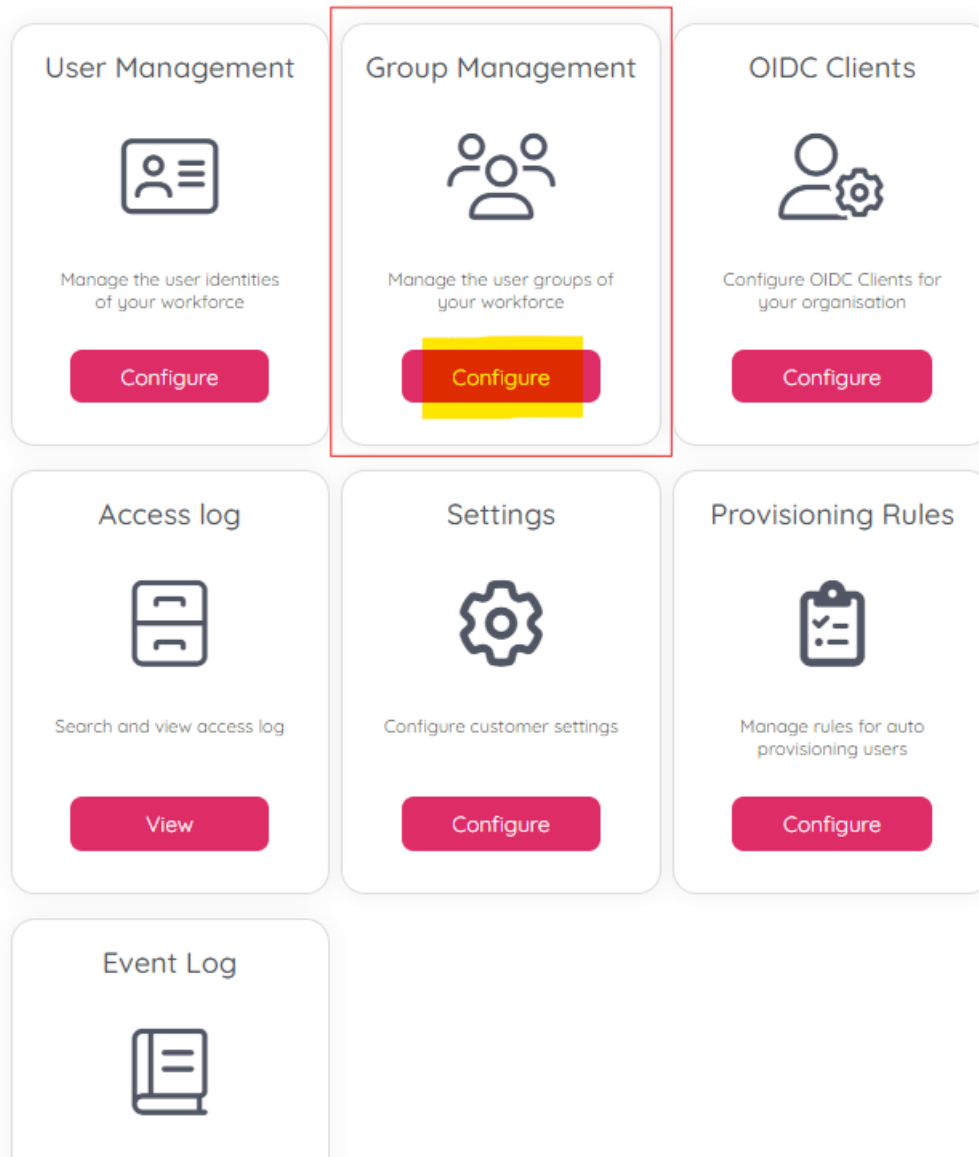 User Management
Manage the user identities
of your workforce
Configure
Group Management
Manage the user groups of
your workforce
Configure
OIDC Clients
Configure OIDC Clients for
your organisation
Configure
Access log
Search and view access log
View
Settings
Configure customer settings
Configure
Provisioning Rules
Manage rules for auto
provisioning users
Configure
Event Log